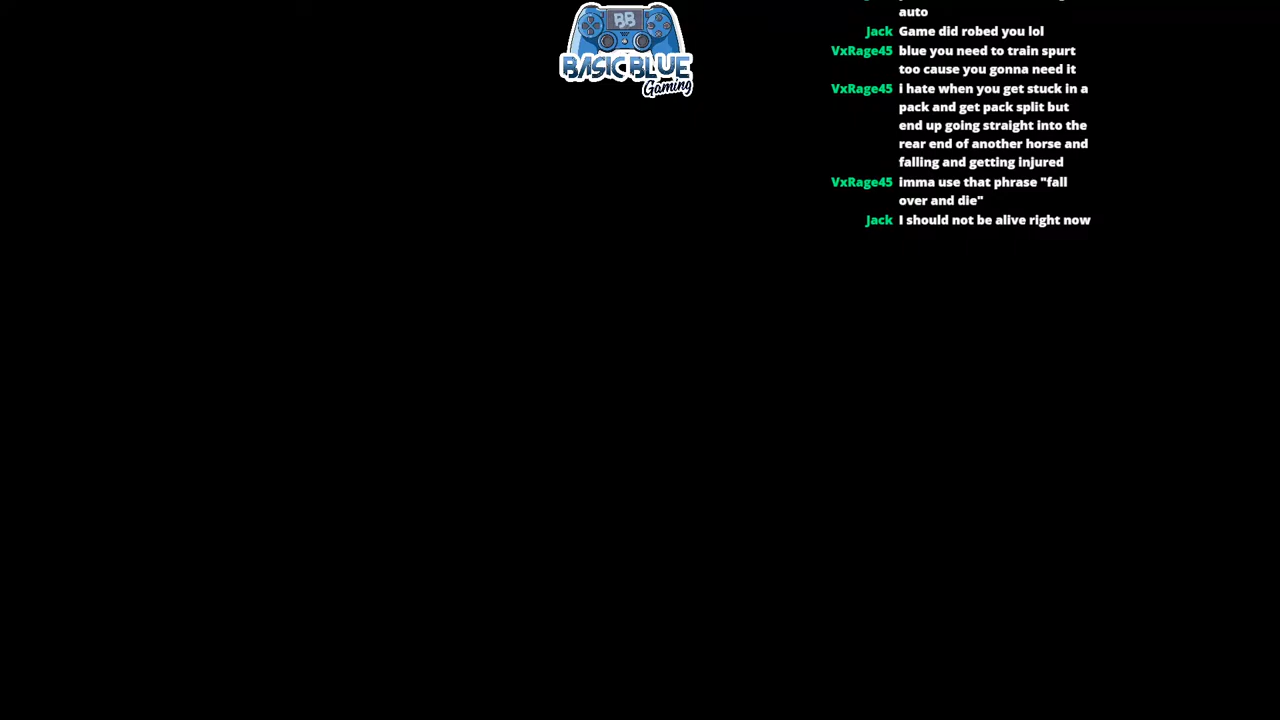 BB
BASIC BLUE
Gaming
auto
Jack Game did robed you lol
VxRage45 blue you need to train spurt
too cause you gonna need it
VxRage45 i hate when you get stuck in a
pack and get pack split but
end up going straight into the
rear end of another horse and
falling and getting injured
VxRage45 imma use that phrase "fall
over and die"
Jack I should not be alive right now